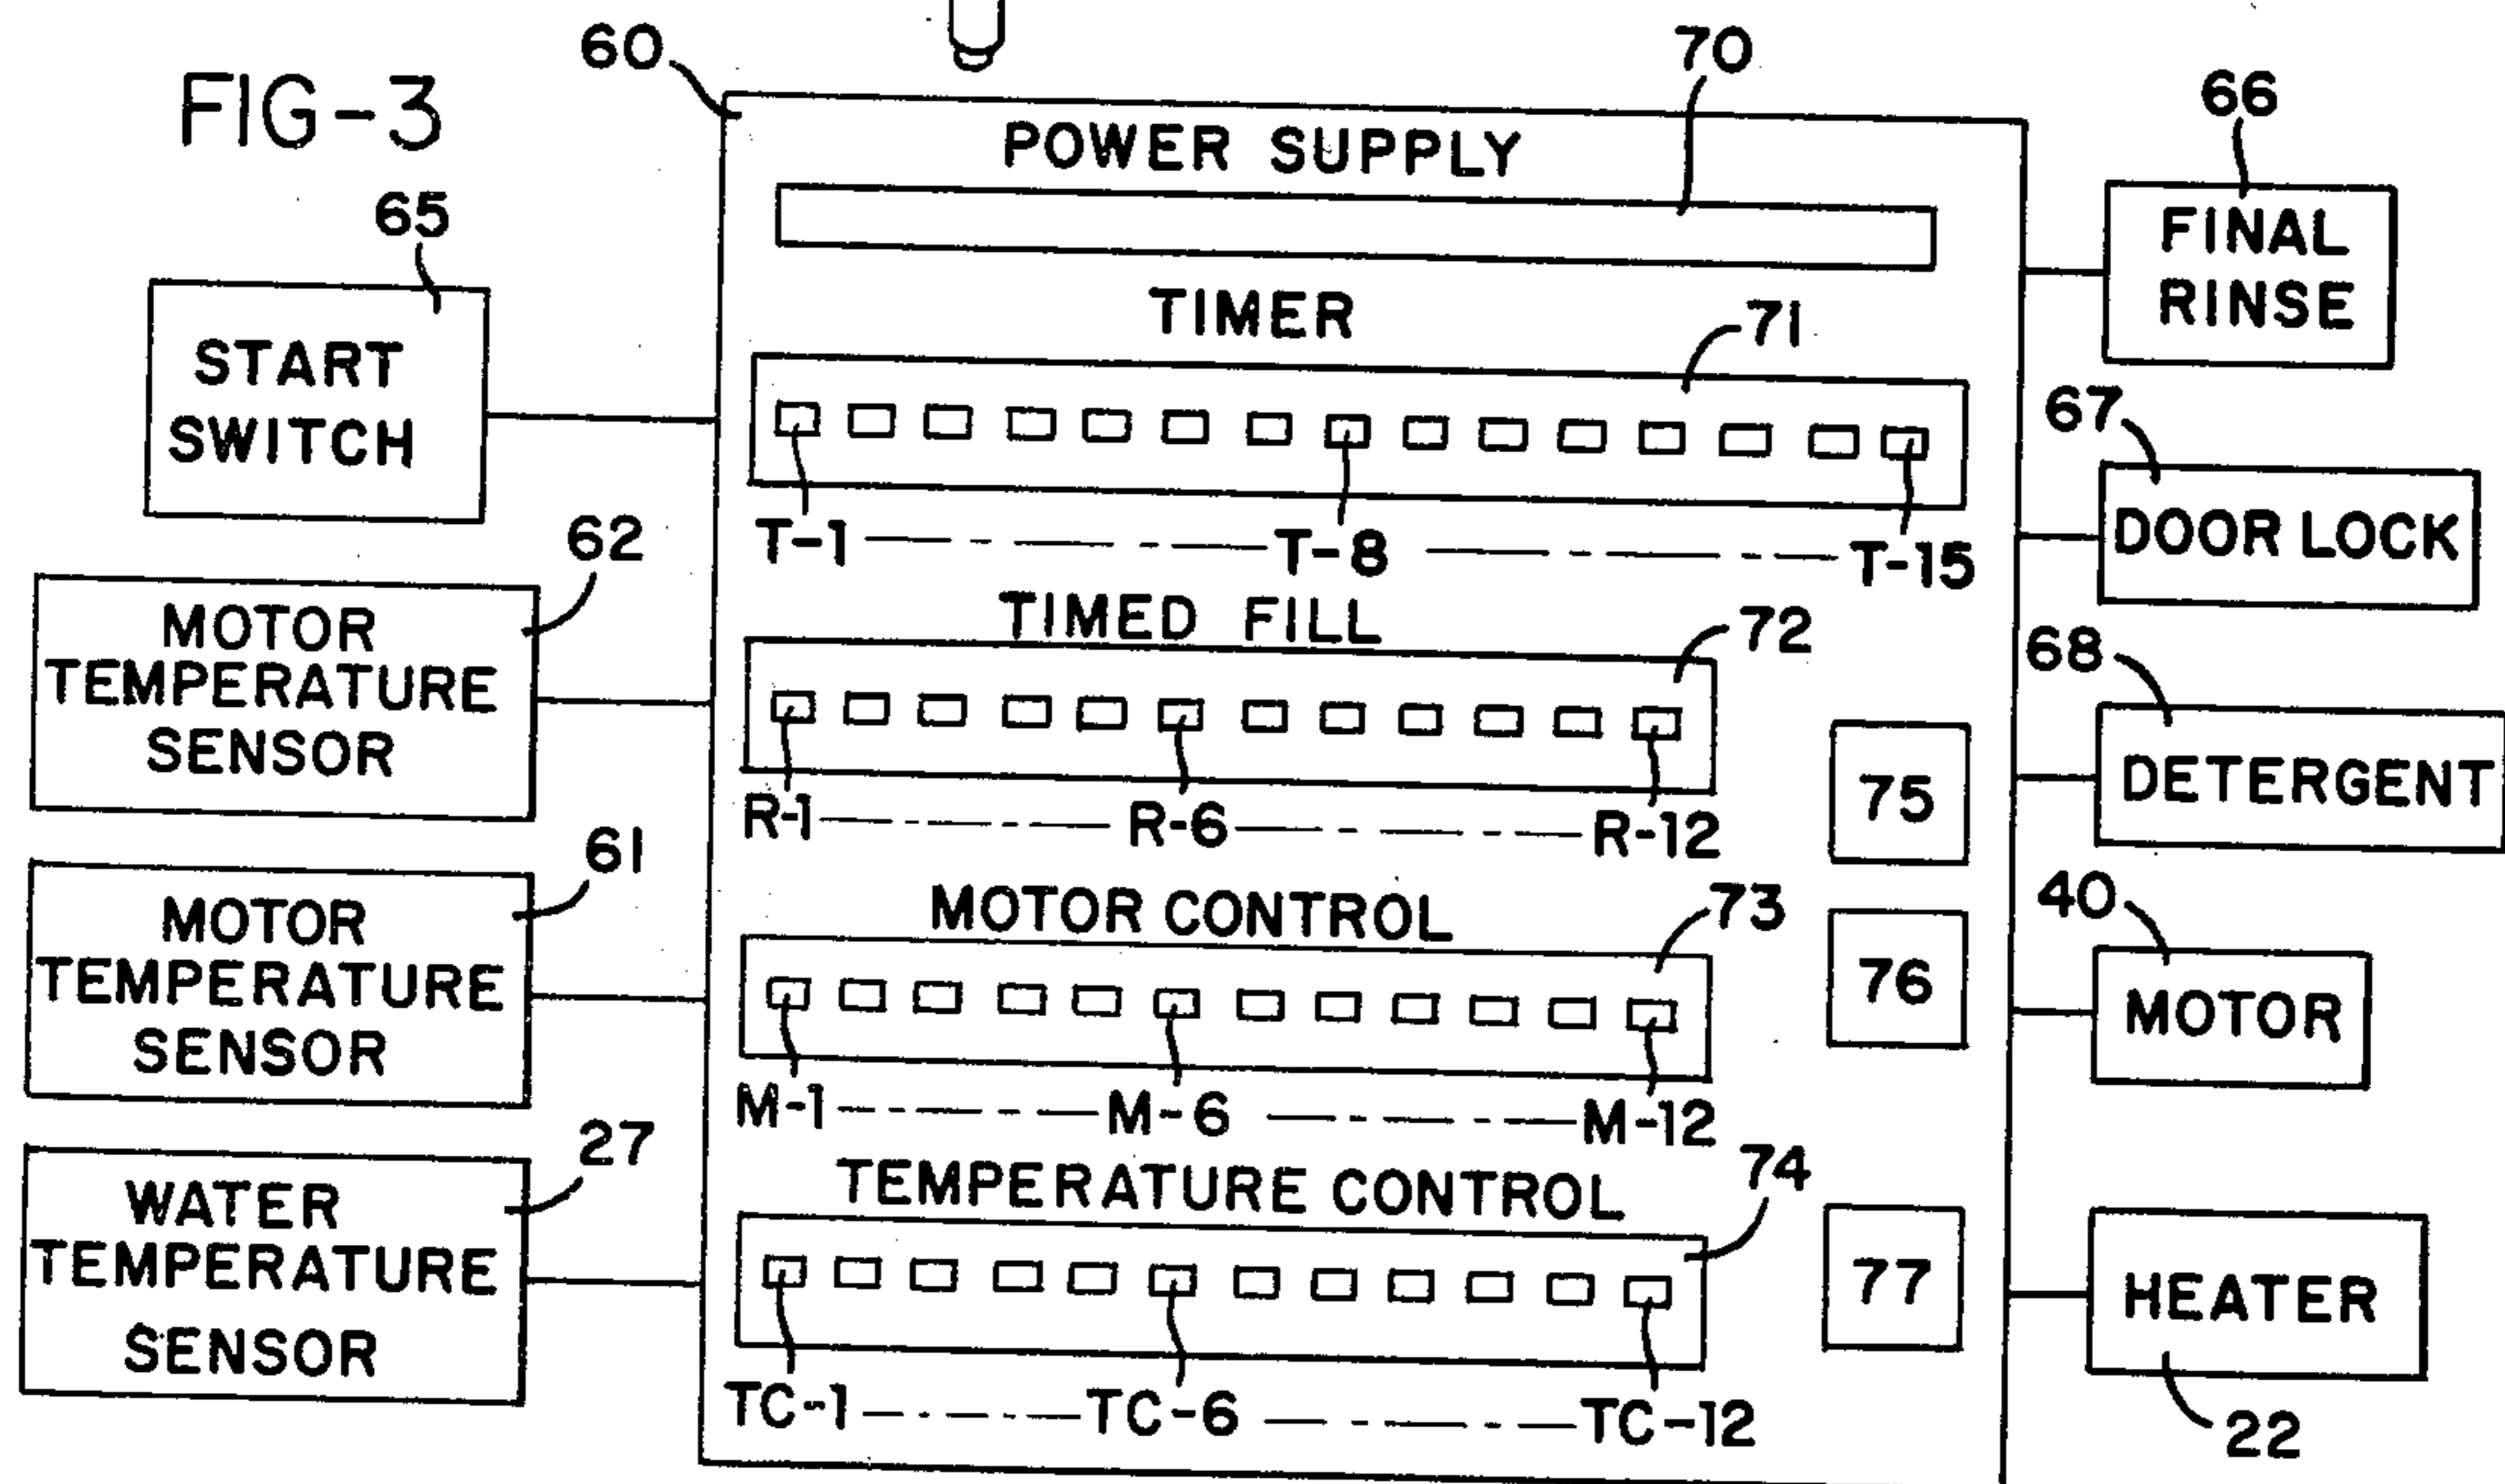 FIG-3
60
70
66
POWER SUPPLY
65
START
SWITCH
62
MOTOR
TEMPERATURE
SENSOR
61
MOTOR
TEMPERATURE
SENSOR
27
WATER
TEMPERATURE
SENSOR
TIMER
71
T-1 T-8 T-15
TIMED FILL
72
R-1 R-6 R-12
MOTOR CONTROL
73
M-1 M-6 M-12
TEMPERATURE CONTROL
74
TC-1 TC-6 TC-12
75
76
77
FINAL
RINSE
67
DOOR LOCK
68
DETERGENT
40
MOTOR
HEATER
22